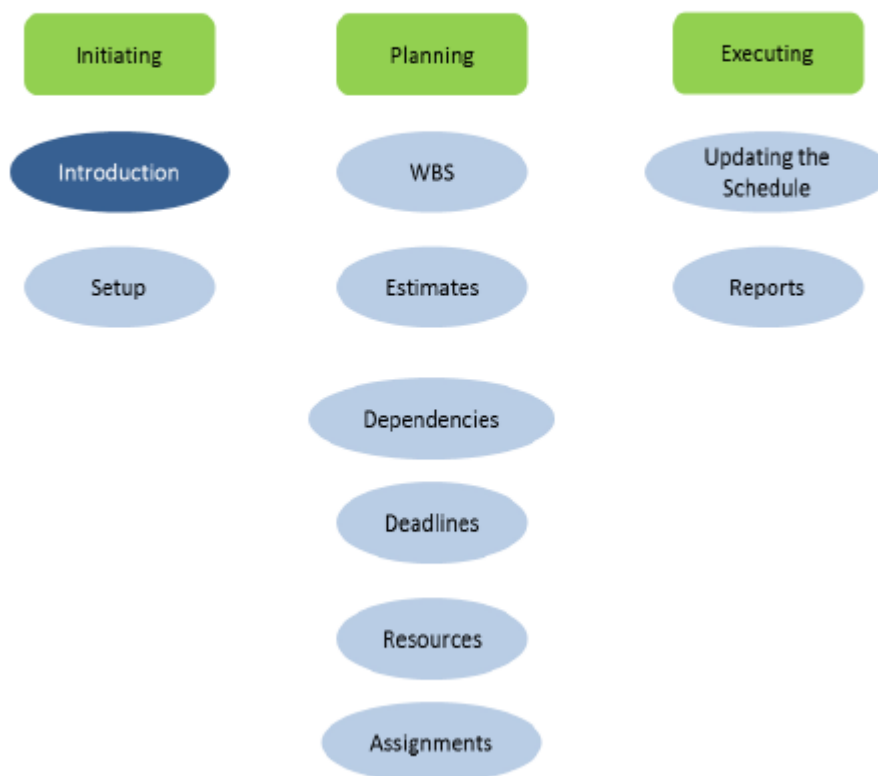 Initiating
Planning
Executing
Introduction
WBS
Updating the
Schedule
Setup
Estimates
Reports
Dependencies
Deadlines
Resources
Assignments